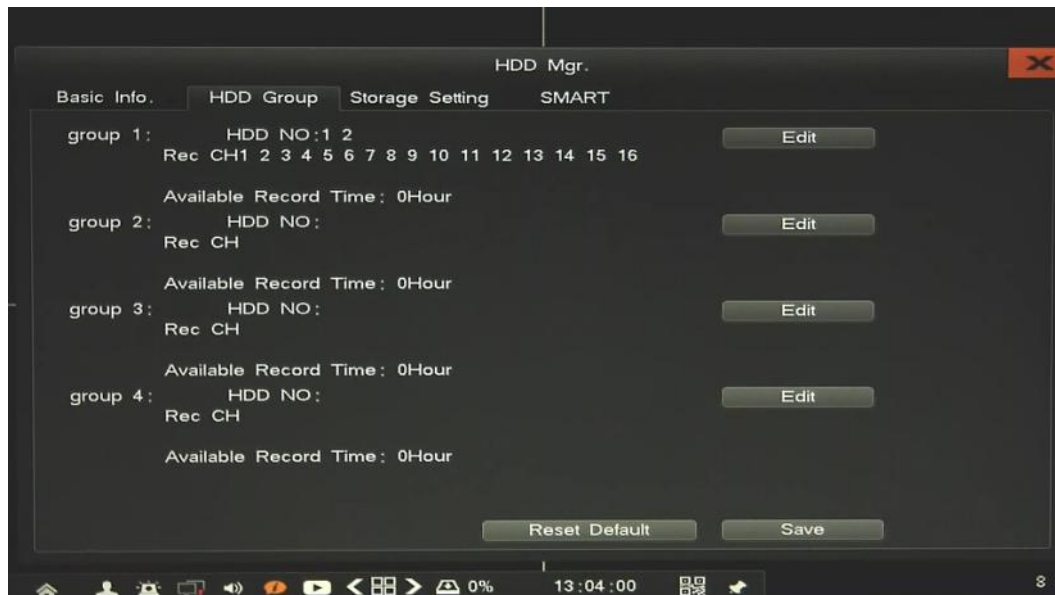 HDD Mgr.
Basic Info. HDD Group Storage Setting SMART
group 1: HDD NO:1 2 Edit
Rec CH1 2 3 4 5 6 7 8 9 10 11 12 13 14 15 16
Available Record Time: 0Hour
group 2: HDD NO: Edit
Rec CH
Available Record Time: 0Hour
group 3: HDD NO: Edit
Rec CH
Available Record Time: 0Hour
group 4: HDD NO: Edit
Rec CH
Available Record Time: 0Hour
Reset Default Save
0% 13:04:00 8